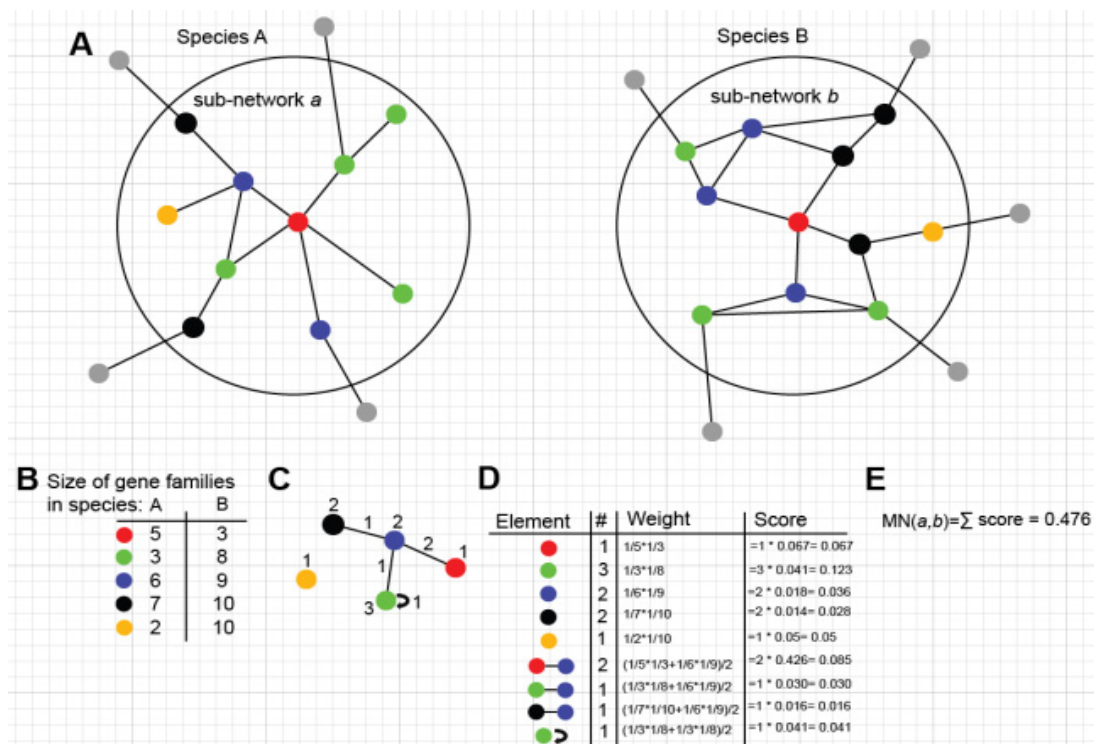 A
Species A
Species B
sub-network a
sub-network b
B Size of gene families
in species: A B
5 3
3 8
6 9
7 10
2 10
C
2
1
2
2
1
1
1
3
1
D
Element # Weight Score
1 1/5*1/3 =1 * 0.067= 0.067
3 1/3*1/8 =3 * 0.041= 0.123
2 1/6*1/9 =2 * 0.018= 0.036
2 1/7*1/10 =2 * 0.014= 0.028
1 1/2*1/10 =1 * 0.05= 0.05
2 (1/5*1/3+1/6*1/9)/2 =2 * 0.426= 0.085
1 (1/3*1/8+1/6*1/9)/2 =1 * 0.030= 0.030
1 (1/7*1/10+1/6*1/9)/2 =1 * 0.016= 0.016
1 (1/3*1/8+1/3*1/8)/2 =1 * 0.041= 0.041
E
MN(a,b)=∑ score = 0.476